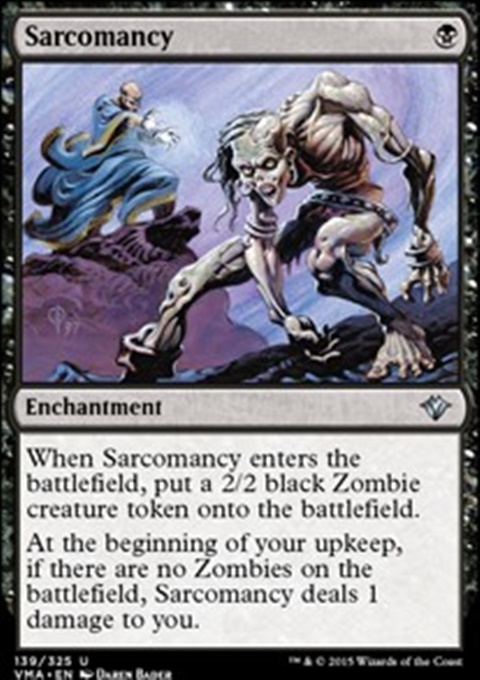 Sarcomancy
Enchantment
When Sarcomancy enters the
battlefield, put a 2/2 black Zombie
creature token onto the battlefield.
At the beginning of your upkeep,
if there are no Zombies on the
battlefield, Sarcomancy deals 1
damage to you.
139/325 U
VMA • EN Daren Bader
™ & © 2015 Wizards of the Coast